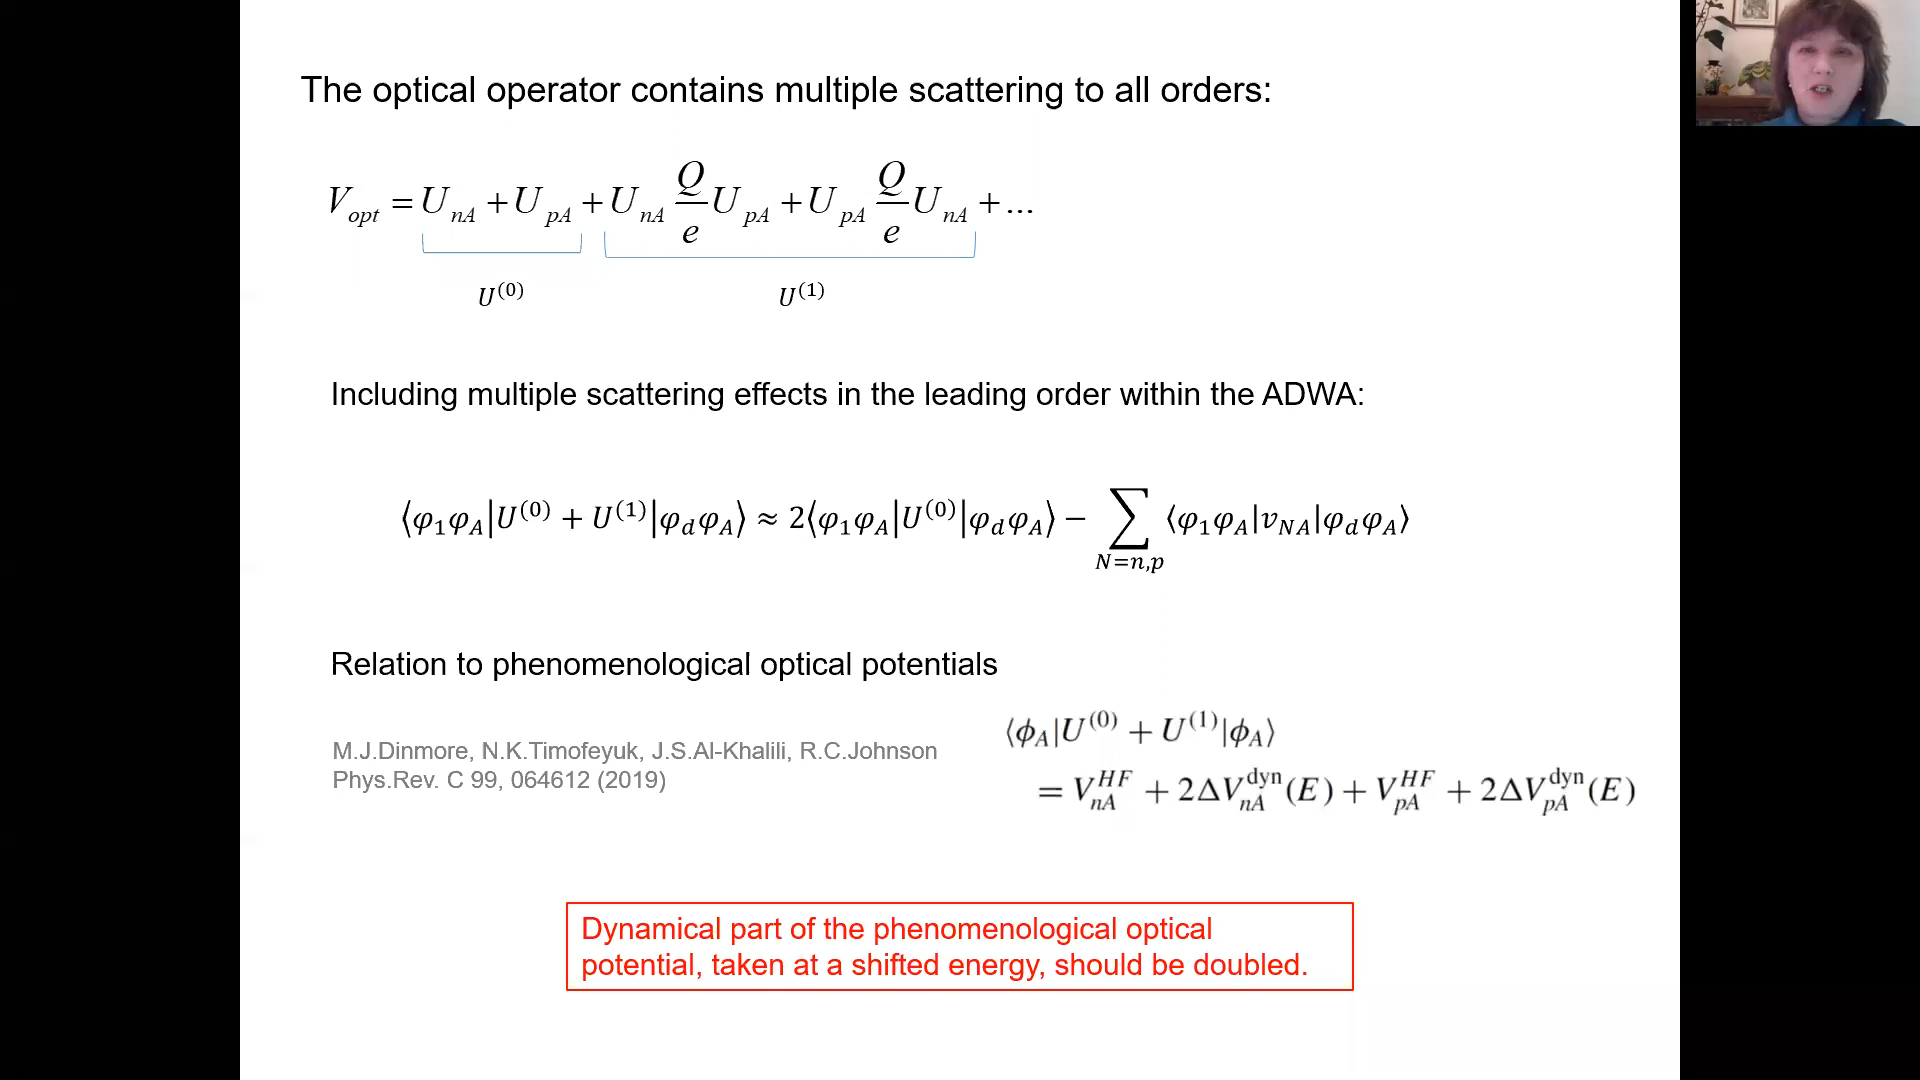 The optical operator contains multiple scattering to all orders:
V_opt = U_nA + U_pA + U_nA Q/e U_pA + U_pA Q/e U_nA + ...
U^(0) U^(1)
Including multiple scattering effects in the leading order within the ADWA:
⟨φ₁φ_A|U^(0) + U^(1)|φ_dφ_A⟩ ≈ 2⟨φ₁φ_A|U^(0)|φ_dφ_A⟩ − ∑_{N=n,p} ⟨φ₁φ_A|v_NA|φ_dφ_A⟩
Relation to phenomenological optical potentials
⟨ϕ_A|U^(0) + U^(1)|ϕ_A⟩
= V_nA^HF + 2ΔV_nA^dyn(E) + V_pA^HF + 2ΔV_pA^dyn(E)
M.J.Dinmore, N.K.Timofeyuk, J.S.Al-Khalili, R.C.Johnson
Phys.Rev. C 99, 064612 (2019)
Dynamical part of the phenomenological optical
potential, taken at a shifted energy, should be doubled.